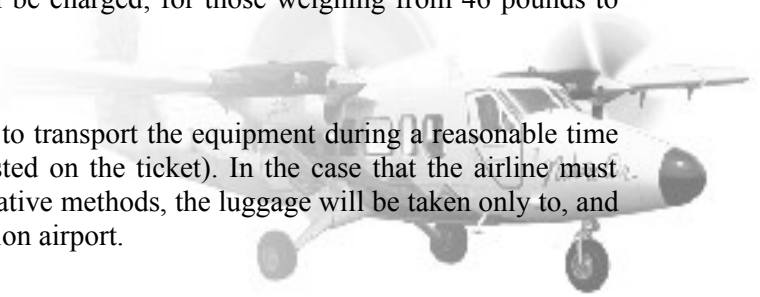 be charged, for those weighing from 46 pounds to
to transport the equipment during a reasonable time
sted on the ticket). In the case that the airline must
ative methods, the luggage will be taken only to, and
on airport.